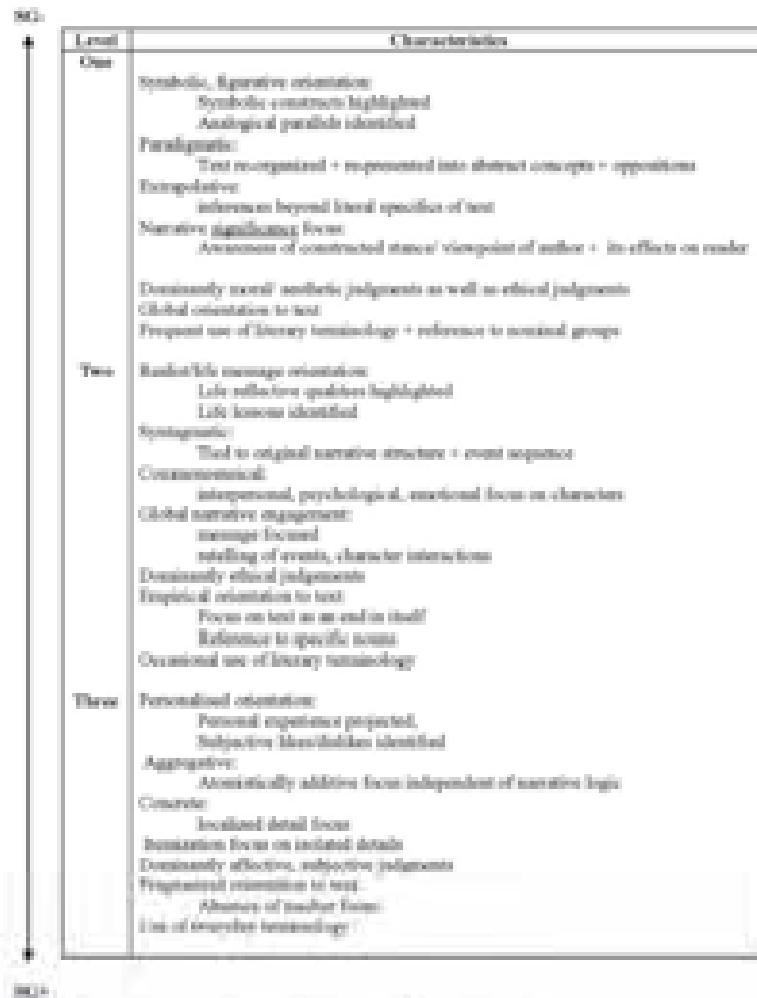 SG-
Level Characteristics
One
Symbolic, figurative orientation:
Symbolic constructs highlighted
Analogical parallels identified
Paradigmatic:
Text re-organized + re-presented into abstract concepts + oppositions
Extrapolative:
inferences beyond literal specifics of text
Narrative significance focus:
Awareness of constructed stance/ viewpoint of author + its effects on reader
Dominantly moral/ aesthetic judgments as well as ethical judgments
Global orientation to text
Frequent use of literary terminology + reference to nominal groups
Two message orientation:
Life reflective qualities highlighted
Life lessons identified
Syntagmatic:
Tied to original narrative structure + event sequence
interpersonal, psychological, emotional focus on characters
Global narrative engagement:
message focused
retelling of events, character interactions
Dominantly ethical judgements
Empirical orientation to text
Focus on text as an end in itself
Reference to specific nouns
Occasional use of literary terminology
Three Personalised orientation:
Personal experience projected,
Subjective likes/dislikes identified
Aggregative:
Atomistically additive focus independent of narrative logic
Concrete:
localized detail focus
Itemization focus on isolated details
Dominantly affective, subjective judgments
Fragmented orientation to text:
Absence of focus
Use of everyday terminology
SG+